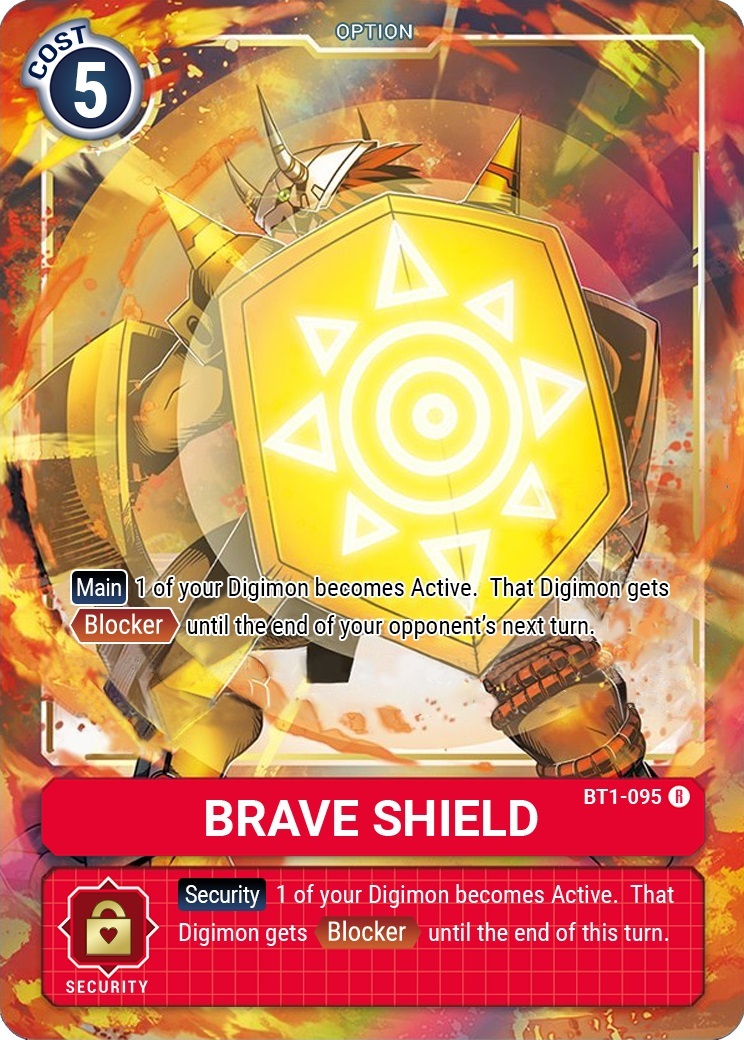 OPTION
COST
5
Main 1 of your Digimon becomes Active. That Digimon gets
Blocker until the end of your opponent's next turn.
BT1-095 R
BRAVE SHIELD
Security 1 of your Digimon becomes Active. That
Digimon gets Blocker until the end of this turn.
SECURITY